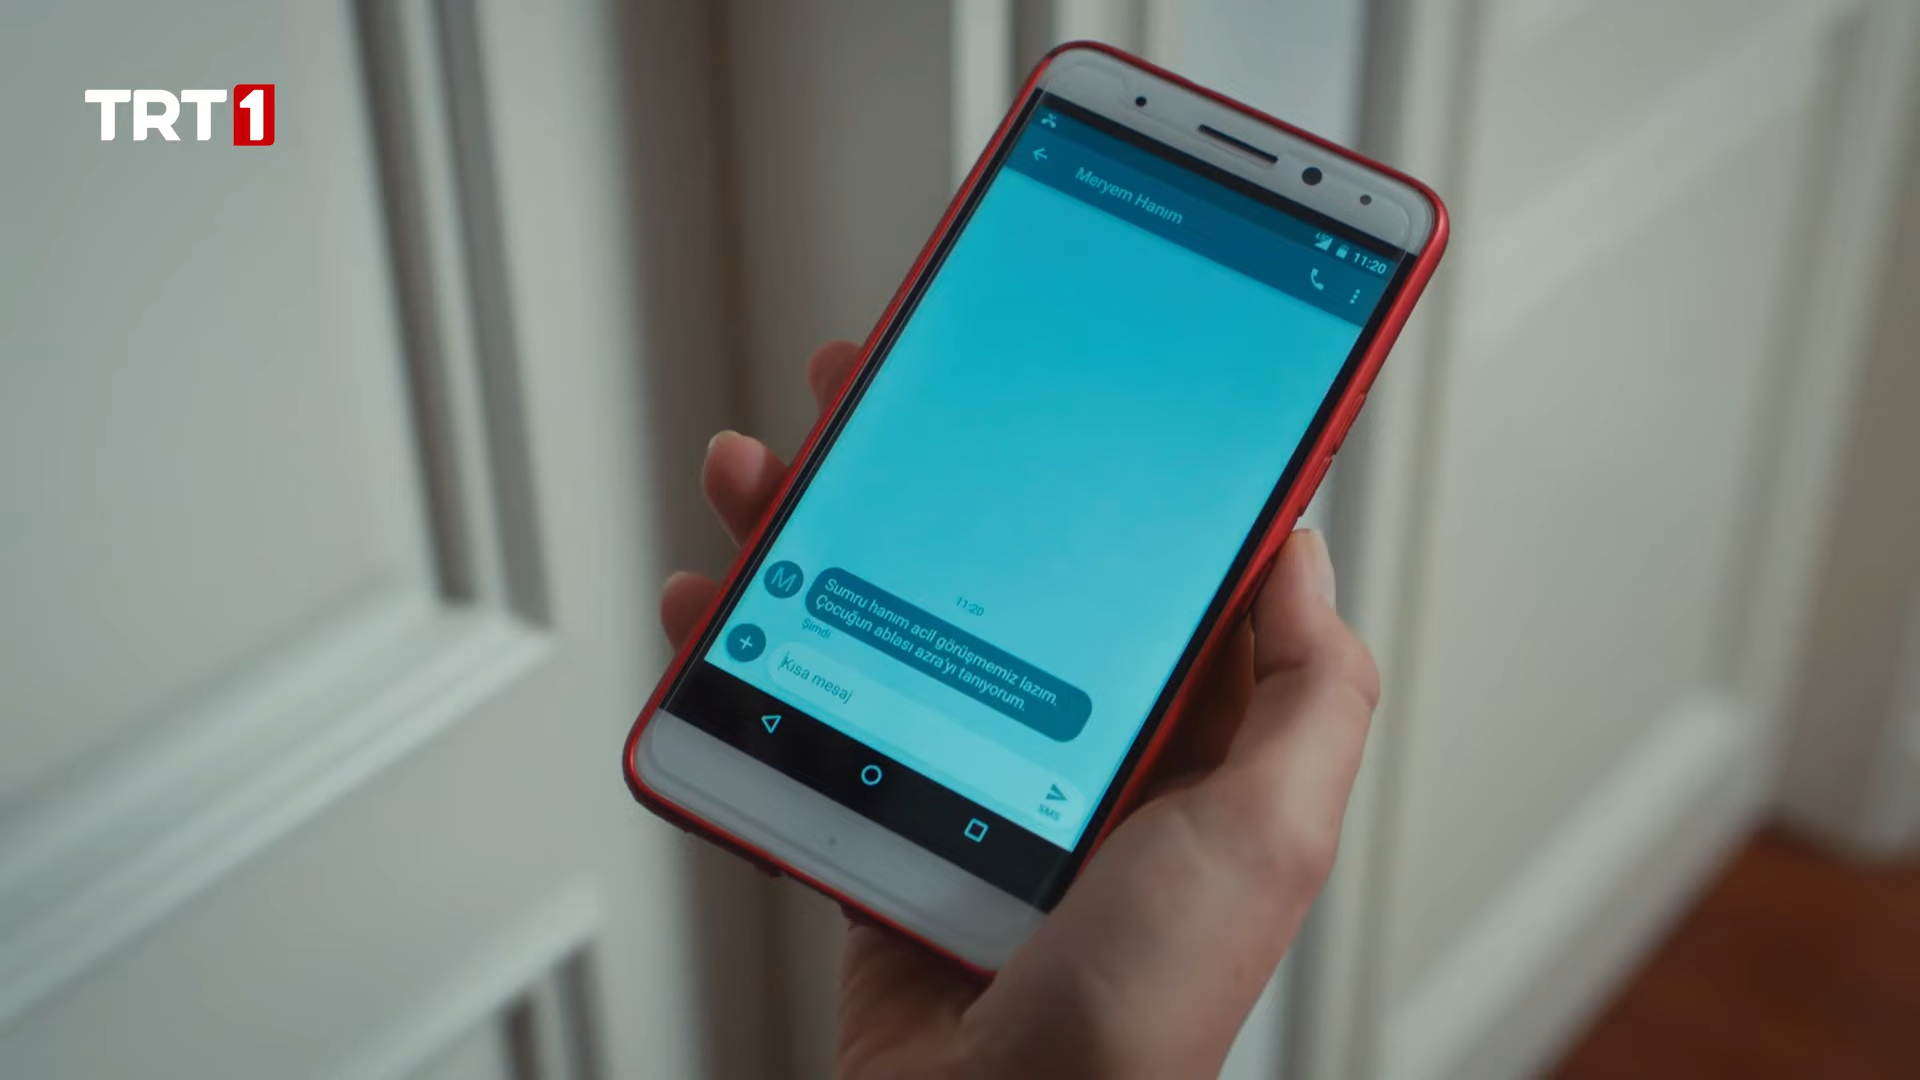 TRT1
Meryem Hanım
11:20
11:20
M
Sumru hanım acil görüşmemiz lazım.
Çocuğun ablası azra'yı tanıyorum.
Şimdi
+
Kısa mesaj
SMS